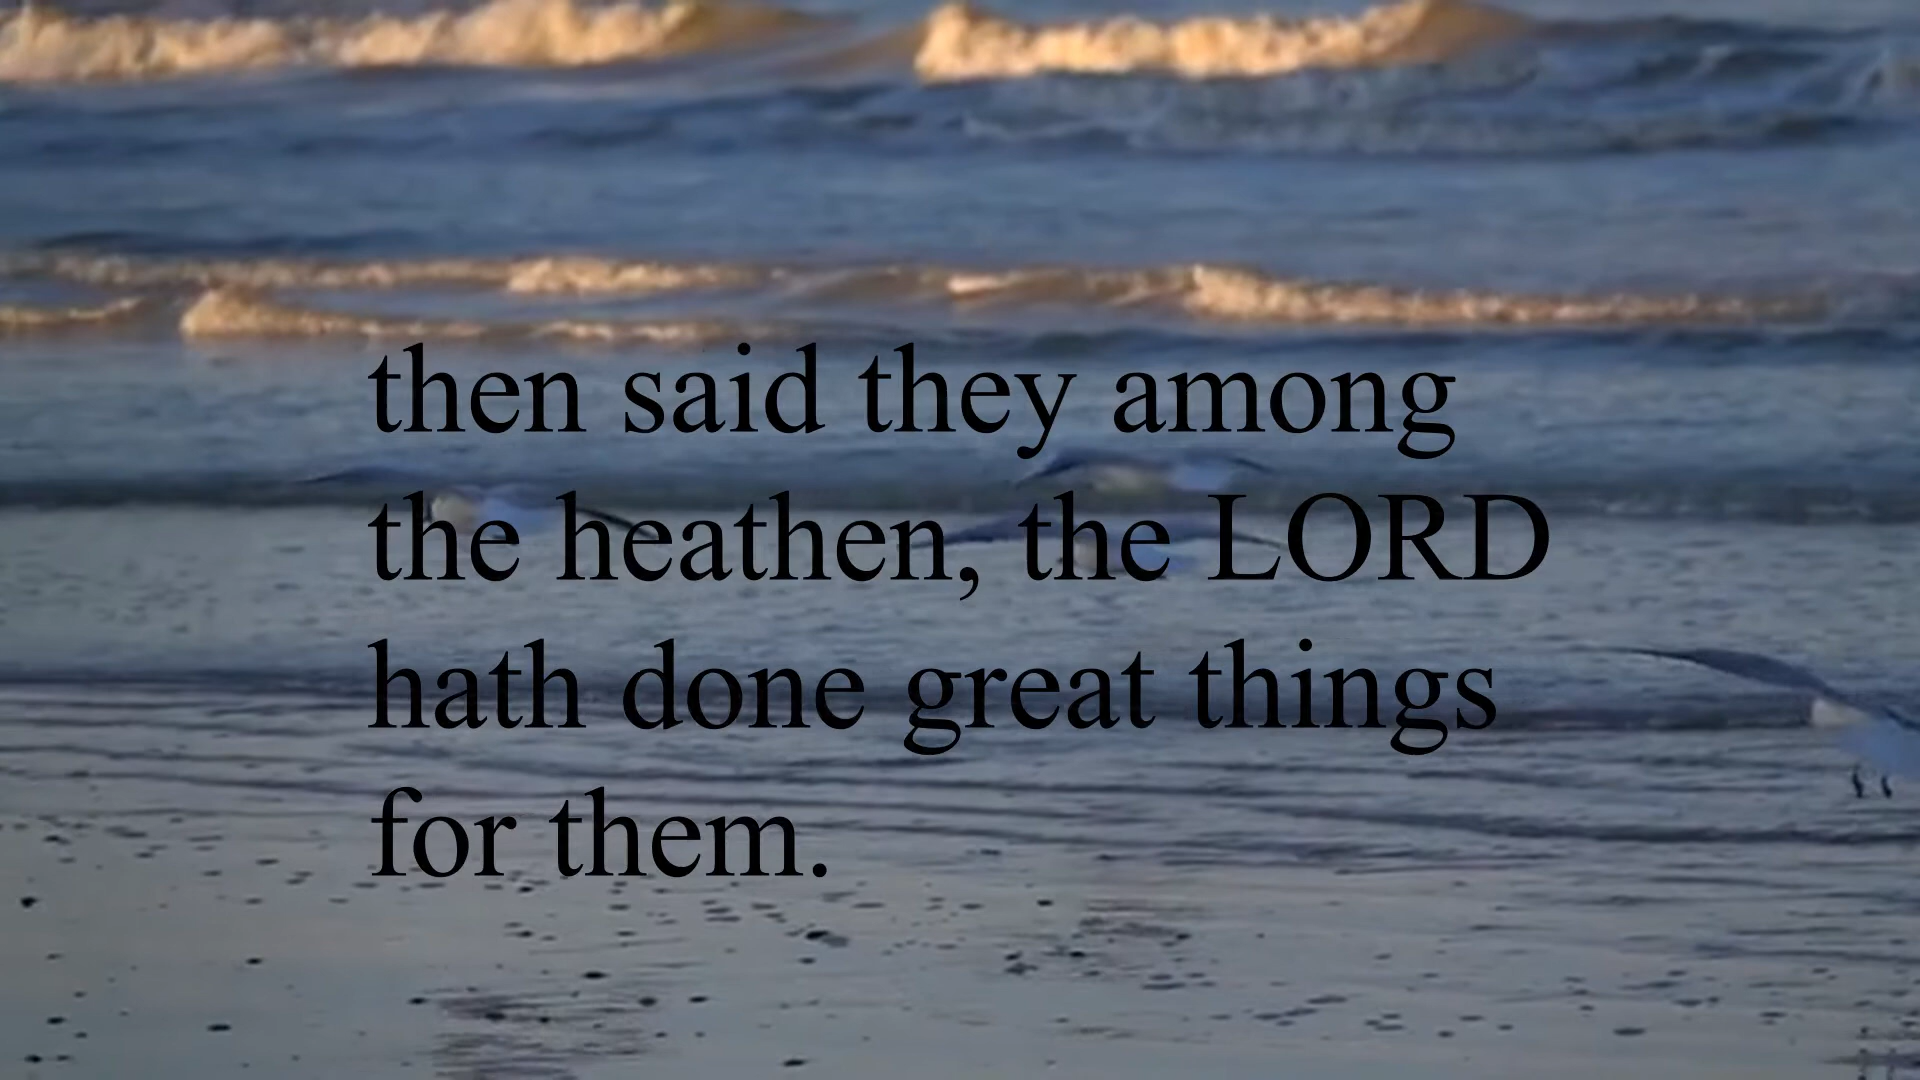 then said they among
the heathen, the LORD
hath done great things
for them.